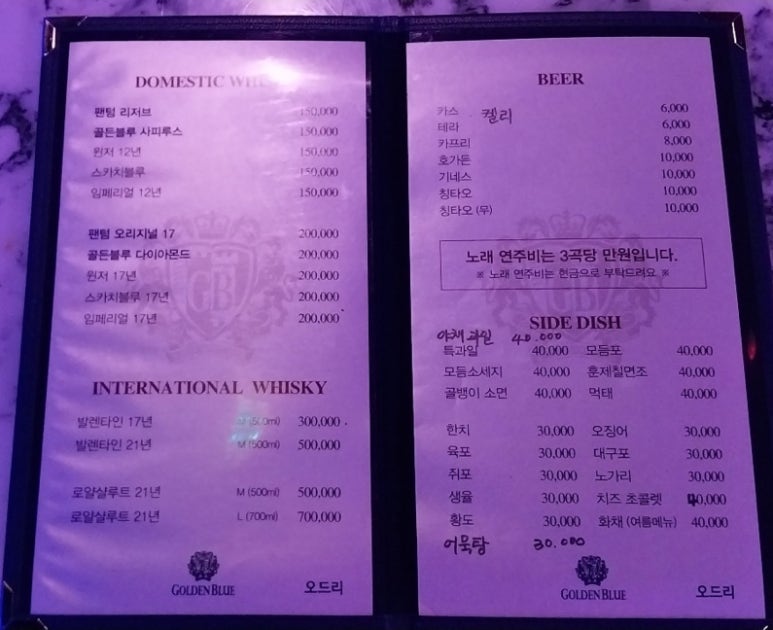 DOMESTIC WHI
팬텀 리저브 150,000
골든블루 사피루스 150,000
윈저 12년 150,000
스카치블루 150,000
임페리얼 12년 150,000
팬텀 오리지널 17 200,000
골든블루 다이아몬드 200,000
윈저 17년 200,000
스카치블루 17년 200,000
임페리얼 17년 200,000
INTERNATIONAL WHISKY
발렌타인 17년 M (500ml) 300,000
발렌타인 21년 M (500ml) 500,000
로얄샬루트 21년 M (500ml) 500,000
로얄샬루트 21년 L (700ml) 700,000
GOLDEN BLUE 오드리
BEER
카스 켈리 6,000
테라 6,000
카프리 8,000
호가든 10,000
기네스 10,000
칭타오 10,000
칭타오 (무) 10,000
노래 연주비는 3곡당 만원입니다.
※ 노래 연주비는 현금으로 부탁드려요 ※
SIDE DISH
야채과일 40.000
특과일 40,000 모듬포 40,000
모듬소세지 40,000 훈제칠면조 40,000
골뱅이 소면 40,000 먹태 40,000
한치 30,000 오징어 30,000
육포 30,000 대구포 30,000
쥐포 30,000 노가리 30,000
생율 30,000 치즈 초콜렛 40,000
황도 30,000 화채 (여름메뉴) 40,000
어묵탕 30.000
GOLDEN BLUE 오드리